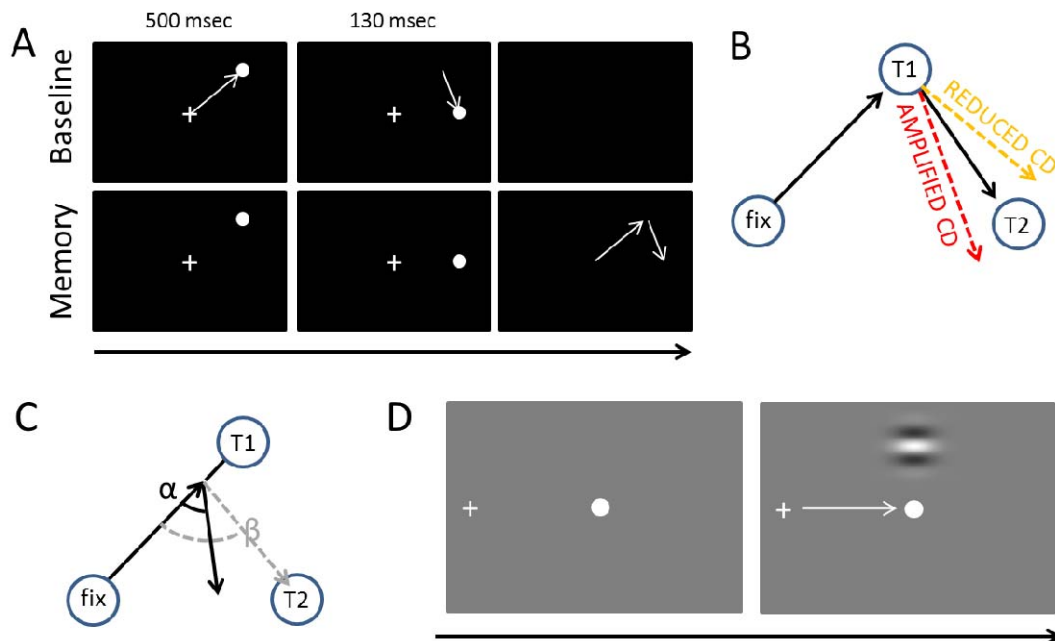 A
500 msec
130 msec
Baseline
Memory
B
T1
REDUCED CD
AMPLIFIED CD
fix
T2
C
T1
α
β
fix
T2
D